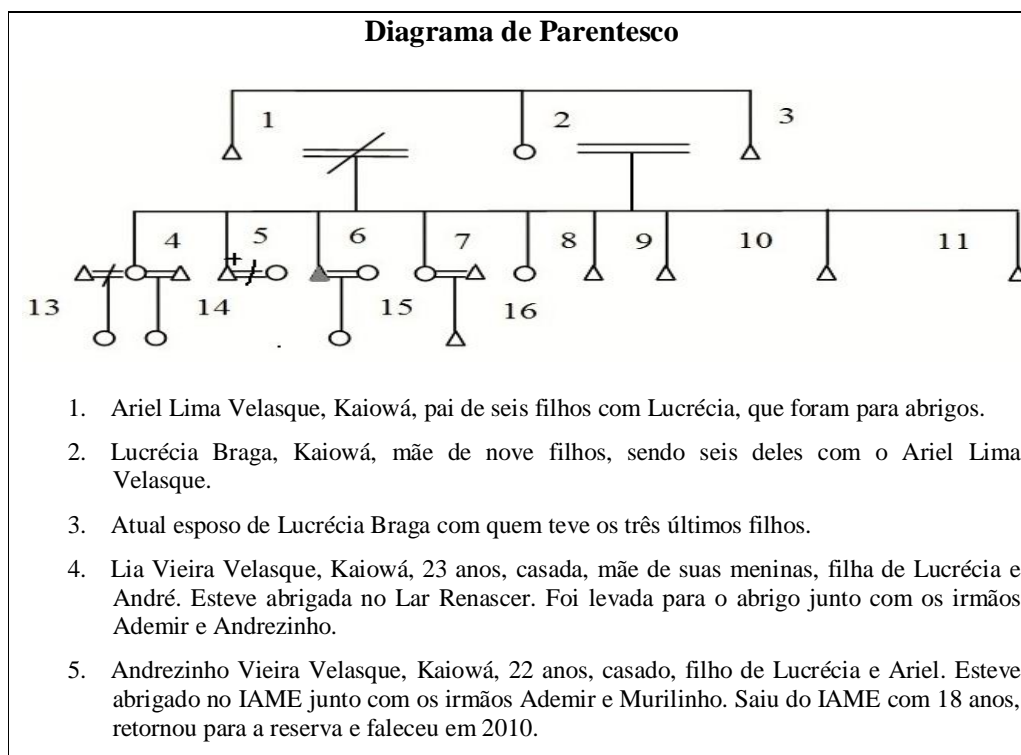 Diagrama de Parentesco
1 2 3
4 5 6 7 8 9 10 11
13 14 15 16
1. Ariel Lima Velasque, Kaiowá, pai de seis filhos com Lucrécia, que foram para abrigos.
2. Lucrécia Braga, Kaiowá, mãe de nove filhos, sendo seis deles com o Ariel Lima
Velasque.
3. Atual esposo de Lucrécia Braga com quem teve os três últimos filhos.
4. Lia Vieira Velasque, Kaiowá, 23 anos, casada, mãe de suas meninas, filha de Lucrécia e
André. Esteve abrigada no Lar Renascer. Foi levada para o abrigo junto com os irmãos
Ademir e Andrezinho.
5. Andrezinho Vieira Velasque, Kaiowá, 22 anos, casado, filho de Lucrécia e Ariel. Esteve
abrigado no IAME junto com os irmãos Ademir e Murilinho. Saiu do IAME com 18 anos,
retornou para a reserva e faleceu em 2010.